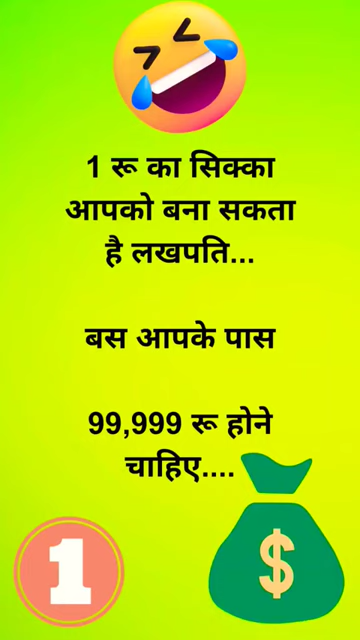 1 रू का सिक्का
आपको बना सकता
है लखपति...
बस आपके पास
99,999 रू होने
चाहिए....
1
$